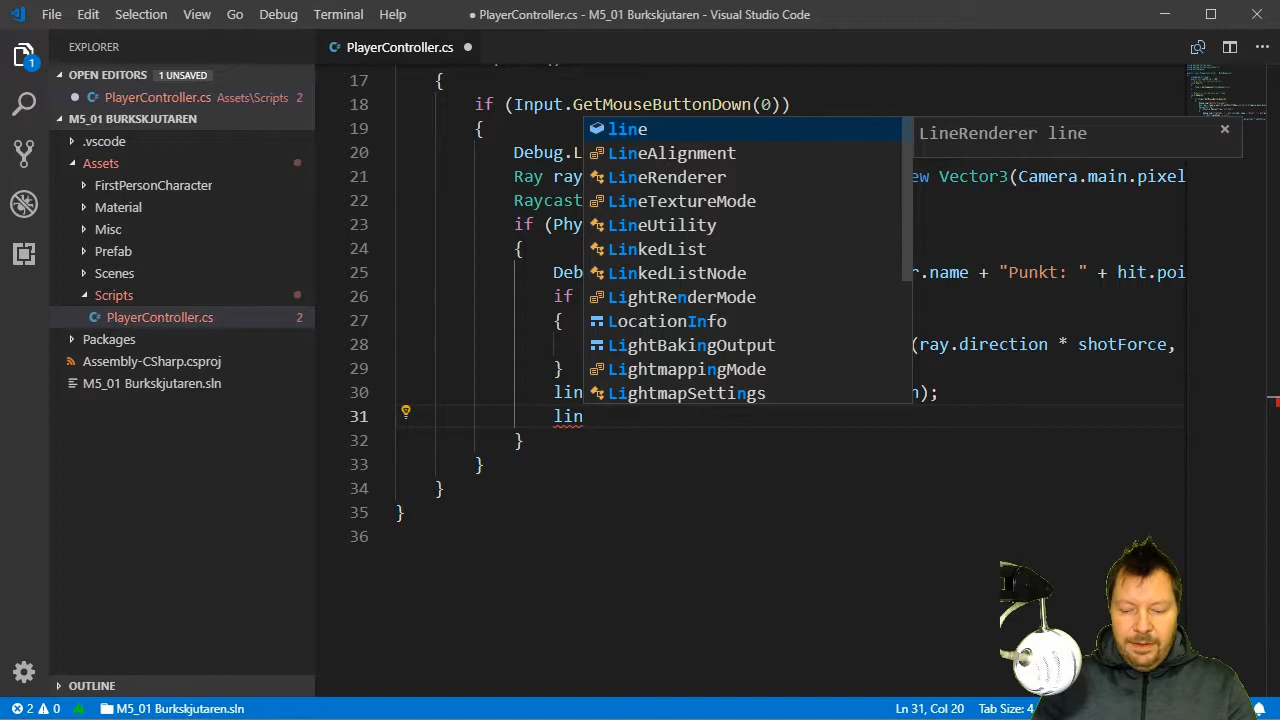 File Edit Selection View Go Debug Terminal Help
PlayerController.cs - M5_01 Burkskjutaren - Visual Studio Code
1
EXPLORER
OPEN EDITORS 1 UNSAVED
PlayerController.cs Assets\Scripts 2
M5_01 BURKSKJUTAREN
.vscode
Assets
FirstPersonCharacter
Material
Misc
Prefab
Scenes
Scripts
PlayerController.cs 2
Packages
Assembly-CSharp.csproj
M5_01 Burkskjutaren.sln
OUTLINE
PlayerController.cs
17 {
18 if (Input.GetMouseButtonDown(0))
19 {
20 Debug.L
21 Ray ray w Vector3(Camera.main.pixel
22 Raycast
23 if (Phy
24 {
25 Deb r.name + "Punkt: " + hit.poi
26 if
27 {
28 (ray.direction * shotForce,
29 }
30 lin n);
31 lin
32 }
33 }
34 }
35 }
36
line
LineAlignment
LineRenderer
LineTextureMode
LineUtility
LinkedList
LinkedListNode
LightRenderMode
LocationInfo
LightBakingOutput
LightmappingMode
LightmapSettings
LineRenderer line
2 0 M5_01 Burkskjutaren.sln Ln 31, Col 20 Tab Size: 4